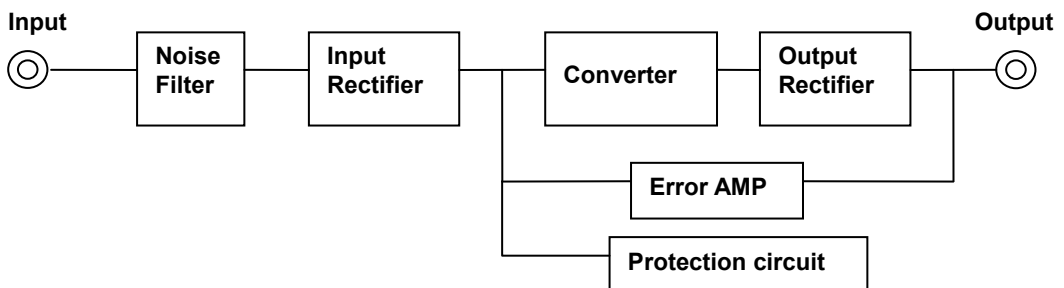 Input
Output
Noise
Filter
Input
Rectifier
Converter
Output
Rectifier
Error AMP
Protection circuit